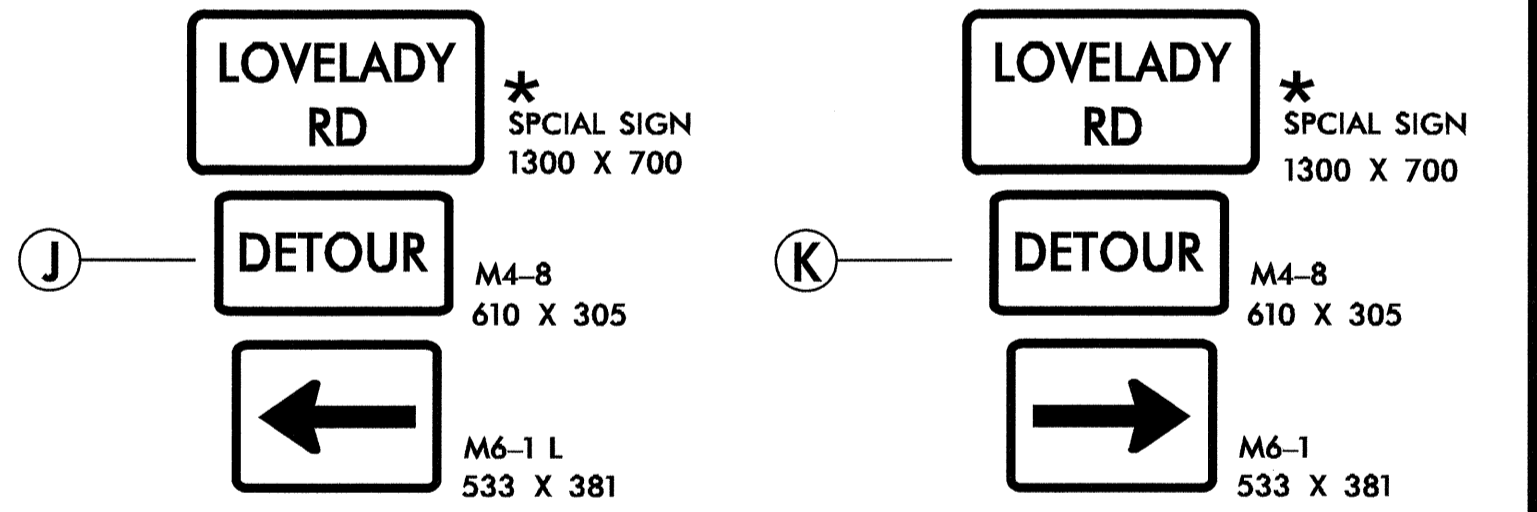 LOVELADY
RD
*
SPCIAL SIGN
1300 X 700
J
DETOUR
M4-8
610 X 305
M6-1 L
533 X 381
LOVELADY
RD
*
SPCIAL SIGN
1300 X 700
K
DETOUR
M4-8
610 X 305
M6-1
533 X 381